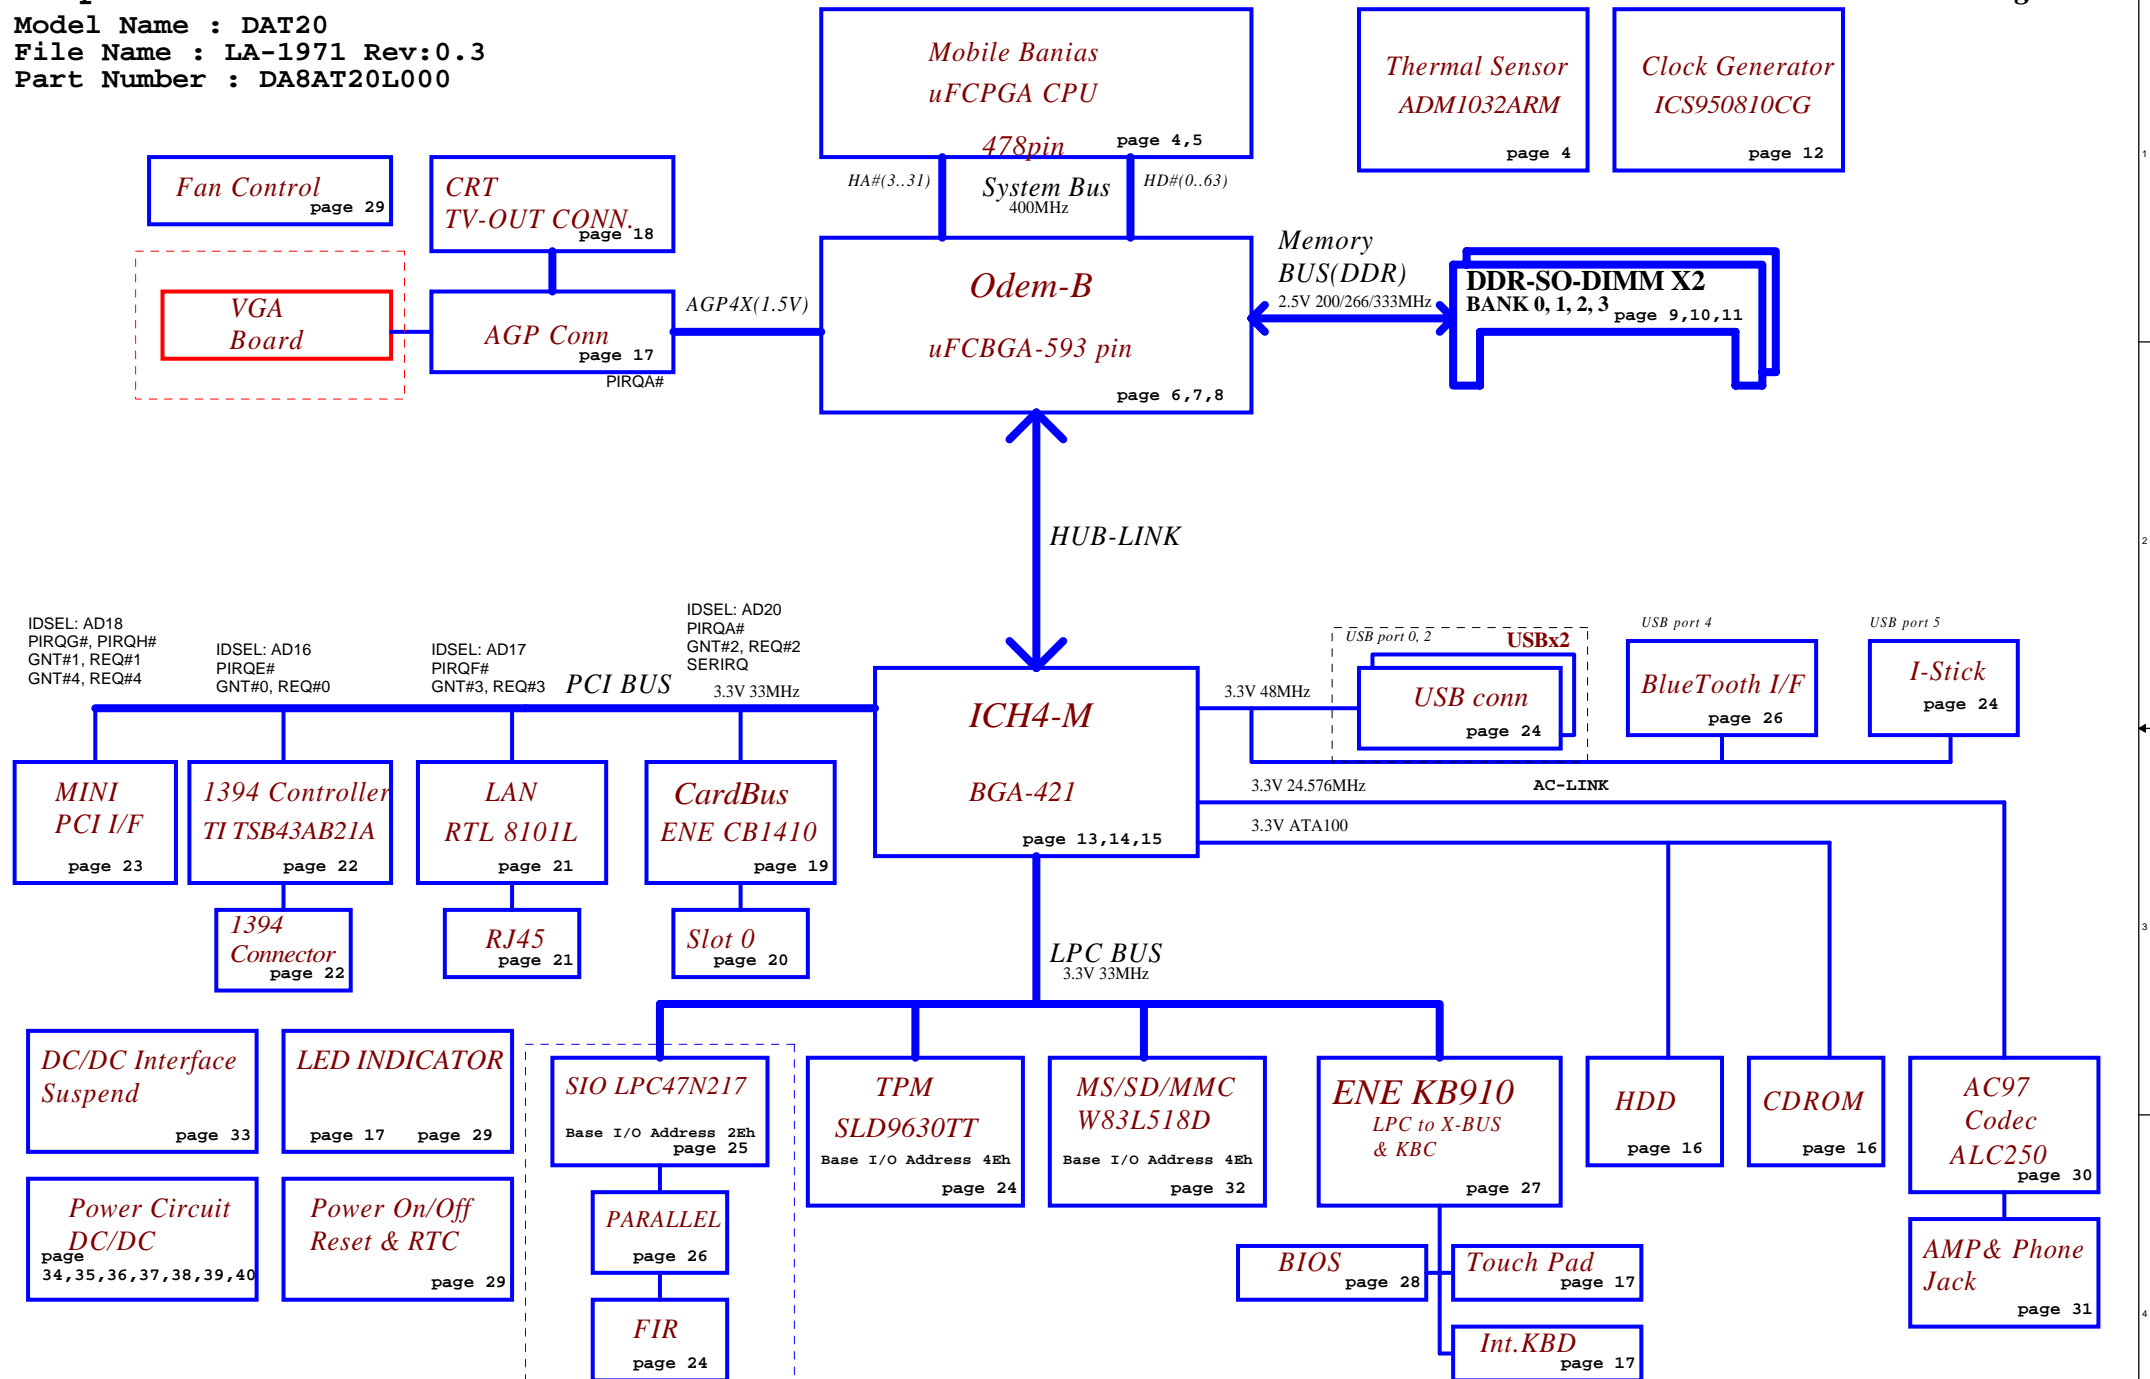 Model Name : DAT20
File Name : LA-1971 Rev:0.3
Part Number : DA8AT20L000
Mobile Banias
uFCPGA CPU
478pin
page 4,5
Thermal Sensor
ADM1032ARM
page 4
Clock Generator
ICS950810CG
page 12
1
Fan Control
page 29
CRT
TV-OUT CONN.
page 18
HA#(3..31)
System Bus
400MHz
HD#(0..63)
VGA
Board
AGP Conn
page 17
PIRQA#
AGP4X(1.5V)
Odem-B
uFCBGA-593 pin
page 6,7,8
Memory
BUS(DDR)
2.5V 200/266/333MHz
DDR-SO-DIMM X2
BANK 0, 1, 2, 3
page 9,10,11
HUB-LINK
2
IDSEL: AD18
PIRQG#, PIRQH#
GNT#1, REQ#1
GNT#4, REQ#4
IDSEL: AD16
PIRQE#
GNT#0, REQ#0
IDSEL: AD17
PIRQF#
GNT#3, REQ#3
IDSEL: AD20
PIRQA#
GNT#2, REQ#2
SERIRQ
PCI BUS
3.3V 33MHz
ICH4-M
BGA-421
page 13,14,15
3.3V 48MHz
USB port 0, 2
USBx2
USB conn
page 24
USB port 4
BlueTooth I/F
page 26
USB port 5
I-Stick
page 24
3.3V 24.576MHz
AC-LINK
3.3V ATA100
MINI
PCI I/F
page 23
1394 Controller
TI TSB43AB21A
page 22
LAN
RTL 8101L
page 21
CardBus
ENE CB1410
page 19
1394
Connector
page 22
RJ45
page 21
Slot 0
page 20
3
LPC BUS
3.3V 33MHz
DC/DC Interface
Suspend
page 33
LED INDICATOR
page 17 page 29
SIO LPC47N217
Base I/O Address 2Eh
page 25
TPM
SLD9630TT
Base I/O Address 4Eh
page 24
MS/SD/MMC
W83L518D
Base I/O Address 4Eh
page 32
ENE KB910
LPC to X-BUS
& KBC
page 27
HDD
page 16
CDROM
page 16
AC97
Codec
ALC250
page 30
Power Circuit
DC/DC
page
34,35,36,37,38,39,40
Power On/Off
Reset & RTC
page 29
PARALLEL
page 26
FIR
page 24
BIOS
page 28
Touch Pad
page 17
Int.KBD
page 17
AMP& Phone
Jack
page 31
4